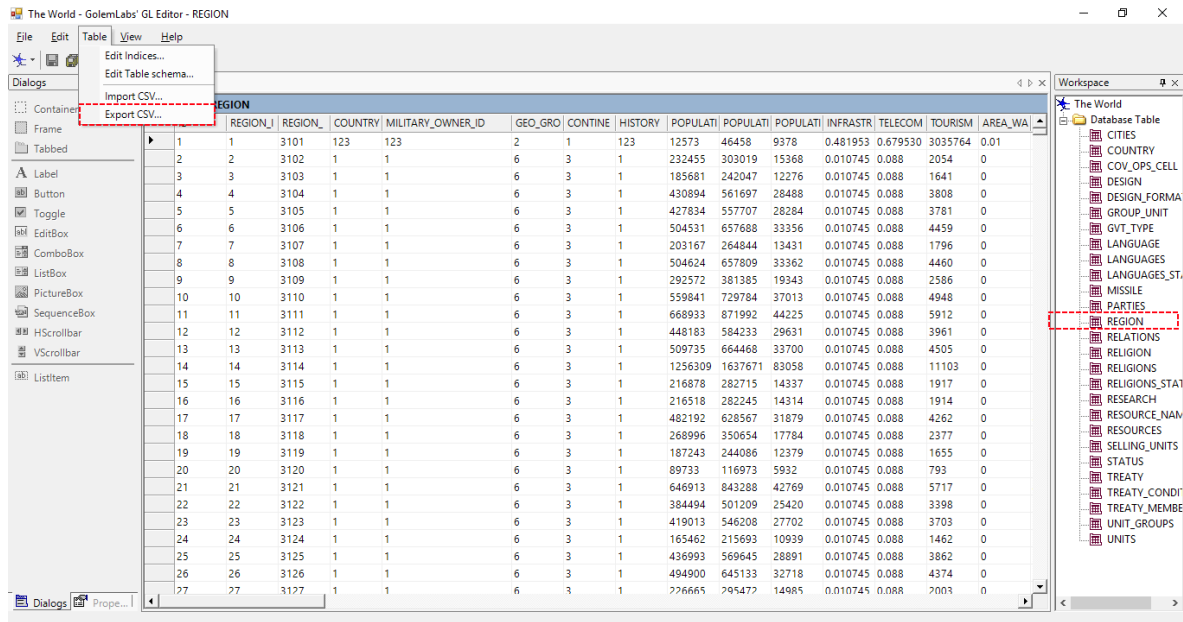 The World - GolemLabs' GL Editor - REGION
File Edit Table View Help
Edit Indices...
Edit Table schema...
Import CSV...
Export CSV...
Dialogs
Container
Frame
Tabbed
Label
Button
Toggle
EditBox
ComboBox
ListBox
PictureBox
SequenceBox
HScrollbar
VScrollbar
ListItem
Dialogs Prope...
REGION
REGION_I REGION_ COUNTRY MILITARY_OWNER_ID GEO_GRO CONTINE HISTORY POPULATI POPULATI POPULATI INFRASTR TELECOM TOURISM AREA_WA
1 1 3101 123 123 2 1 123 12573 46458 9378 0.481953 0.679530 3035764 0.01
2 2 3102 1 1 6 3 1 232455 303019 15368 0.010745 0.088 2054 0
3 3 3103 1 1 6 3 1 185681 242047 12276 0.010745 0.088 1641 0
4 4 3104 1 1 6 3 1 430894 561697 28488 0.010745 0.088 3808 0
5 5 3105 1 1 6 3 1 427834 557707 28284 0.010745 0.088 3781 0
6 6 3106 1 1 6 3 1 504531 657688 33356 0.010745 0.088 4459 0
7 7 3107 1 1 6 3 1 203167 264844 13431 0.010745 0.088 1796 0
8 8 3108 1 1 6 3 1 504624 657809 33362 0.010745 0.088 4460 0
9 9 3109 1 1 6 3 1 292572 381385 19343 0.010745 0.088 2586 0
10 10 3110 1 1 6 3 1 559841 729784 37013 0.010745 0.088 4948 0
11 11 3111 1 1 6 3 1 668933 871992 44225 0.010745 0.088 5912 0
12 12 3112 1 1 6 3 1 448183 584233 29631 0.010745 0.088 3961 0
13 13 3113 1 1 6 3 1 509735 664468 33700 0.010745 0.088 4505 0
14 14 3114 1 1 6 3 1 1256309 1637671 83058 0.010745 0.088 11103 0
15 15 3115 1 1 6 3 1 216878 282715 14337 0.010745 0.088 1917 0
16 16 3116 1 1 6 3 1 216518 282245 14314 0.010745 0.088 1914 0
17 17 3117 1 1 6 3 1 482192 628567 31879 0.010745 0.088 4262 0
18 18 3118 1 1 6 3 1 268996 350654 17784 0.010745 0.088 2377 0
19 19 3119 1 1 6 3 1 187243 244086 12379 0.010745 0.088 1655 0
20 20 3120 1 1 6 3 1 89733 116973 5932 0.010745 0.088 793 0
21 21 3121 1 1 6 3 1 646913 843288 42769 0.010745 0.088 5717 0
22 22 3122 1 1 6 3 1 384494 501209 25420 0.010745 0.088 3398 0
23 23 3123 1 1 6 3 1 419013 546208 27702 0.010745 0.088 3703 0
24 24 3124 1 1 6 3 1 165462 215693 10939 0.010745 0.088 1462 0
25 25 3125 1 1 6 3 1 436993 569645 28891 0.010745 0.088 3862 0
26 26 3126 1 1 6 3 1 494900 645133 32718 0.010745 0.088 4374 0
27 27 3127 1 1 6 3 1 226665 295472 14985 0.010745 0.088 2003 0
Workspace
The World
Database Table
CITIES
COUNTRY
COV_OPS_CELL
DESIGN
DESIGN_FORMA
GROUP_UNIT
GVT_TYPE
LANGUAGE
LANGUAGES
LANGUAGES_STA
MISSILE
PARTIES
REGION
RELATIONS
RELIGION
RELIGIONS
RELIGIONS_STAT
RESEARCH
RESOURCE_NAM
RESOURCES
SELLING_UNITS
STATUS
TREATY
TREATY_CONDI
TREATY_MEMBE
UNIT_GROUPS
UNITS